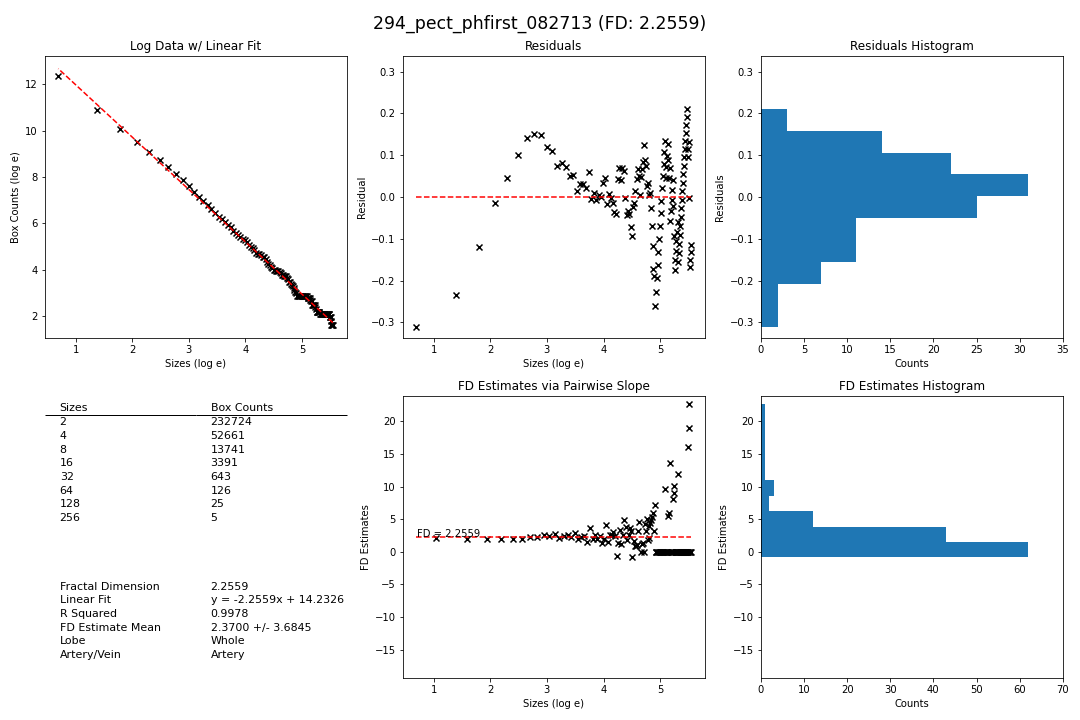 294_pect_phfirst_082713 (FD: 2.2559)
Log Data w/ Linear Fit
Box Counts (log e)
12
10
8
6
4
2
1 2 3 4 5
Sizes (log e)
Residuals
Residual
0.3
0.2
0.1
0.0
−0.1
−0.2
−0.3
1 2 3 4 5
Sizes (log e)
Residuals Histogram
Residuals
0.3
0.2
0.1
0.0
−0.1
−0.2
−0.3
0 5 10 15 20 25 30 35
Counts
Sizes Box Counts
2 232724
4 52661
8 13741
16 3391
32 643
64 126
128 25
256 5
Fractal Dimension 2.2559
Linear Fit y = -2.2559x + 14.2326
R Squared 0.9978
FD Estimate Mean 2.3700 +/- 3.6845
Lobe Whole
Artery/Vein Artery
FD Estimates via Pairwise Slope
FD Estimates
20
15
10
5
0
−5
−10
−15
FD = 2.2559
1 2 3 4 5
Sizes (log e)
FD Estimates Histogram
FD Estimates
20
15
10
5
0
−5
−10
−15
0 10 20 30 40 50 60 70
Counts